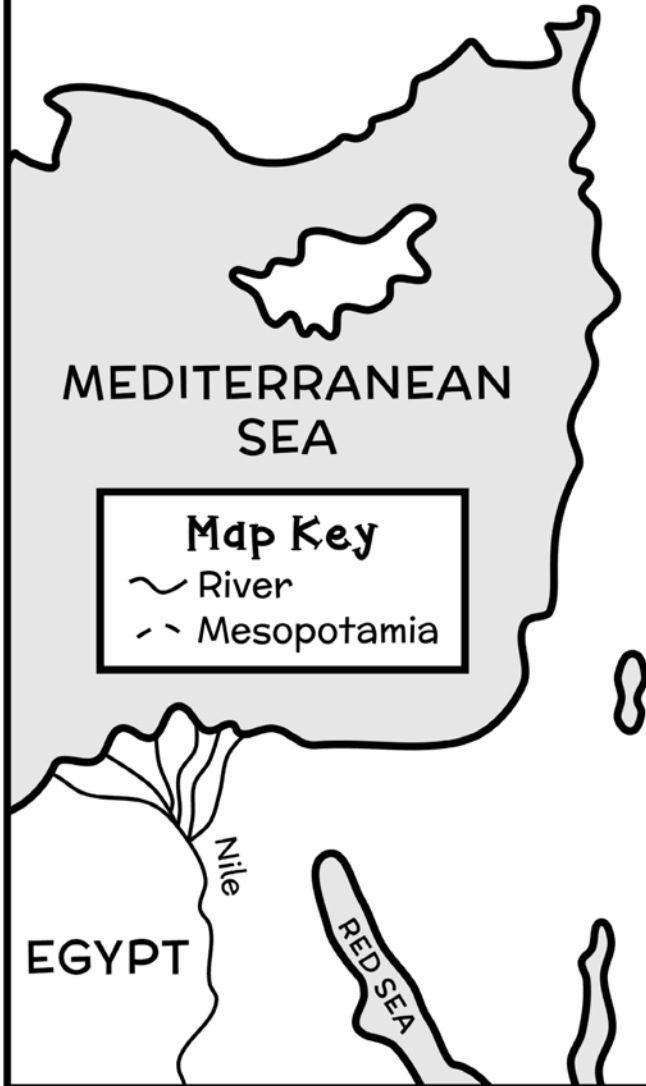 MEDITERRANEAN
SEA
Map Key
River
Mesopotamia
Nile
EGYPT
RED SEA